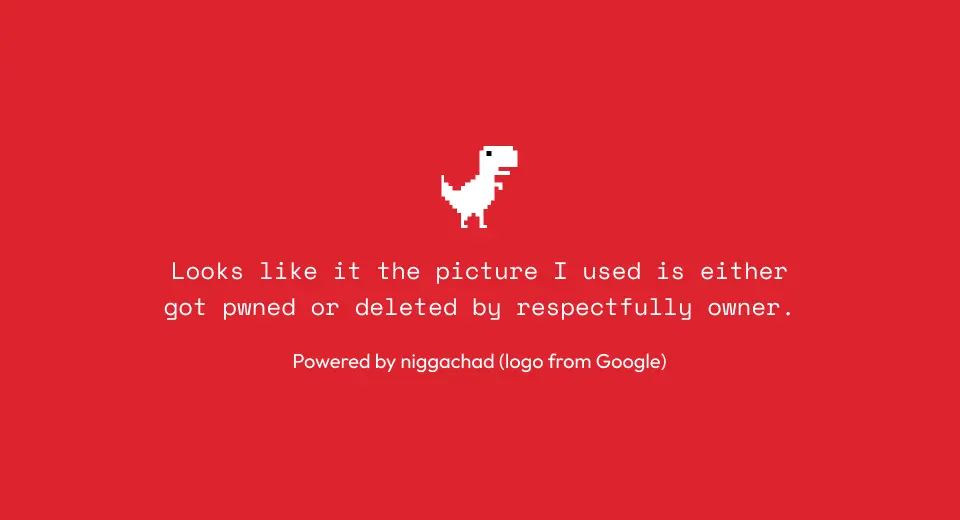 Looks like it the picture I used is either
got pwned or deleted by respectfully owner.
Powered by niggachad (logo from Google)